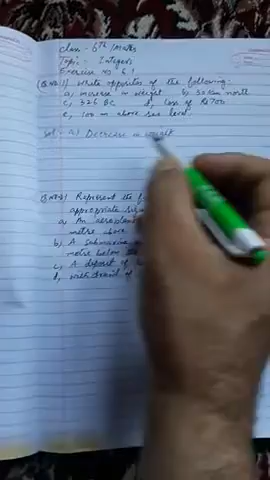 Class - 6th Maths
Topic: Integers
Exercise No 6.1
Q.No.1) Write opposites of the following:
a, increase in weight b) 30 km north
c, 326 BC d, Loss of Rs 700
e, 100 m above sea level.
Sol:- a) Decrease in weight
Q.No.2) Represent the
appropriate
a, An aeroplane
metre above
b) A submarine
metre below
c, A deposit of
d, withdrawl of